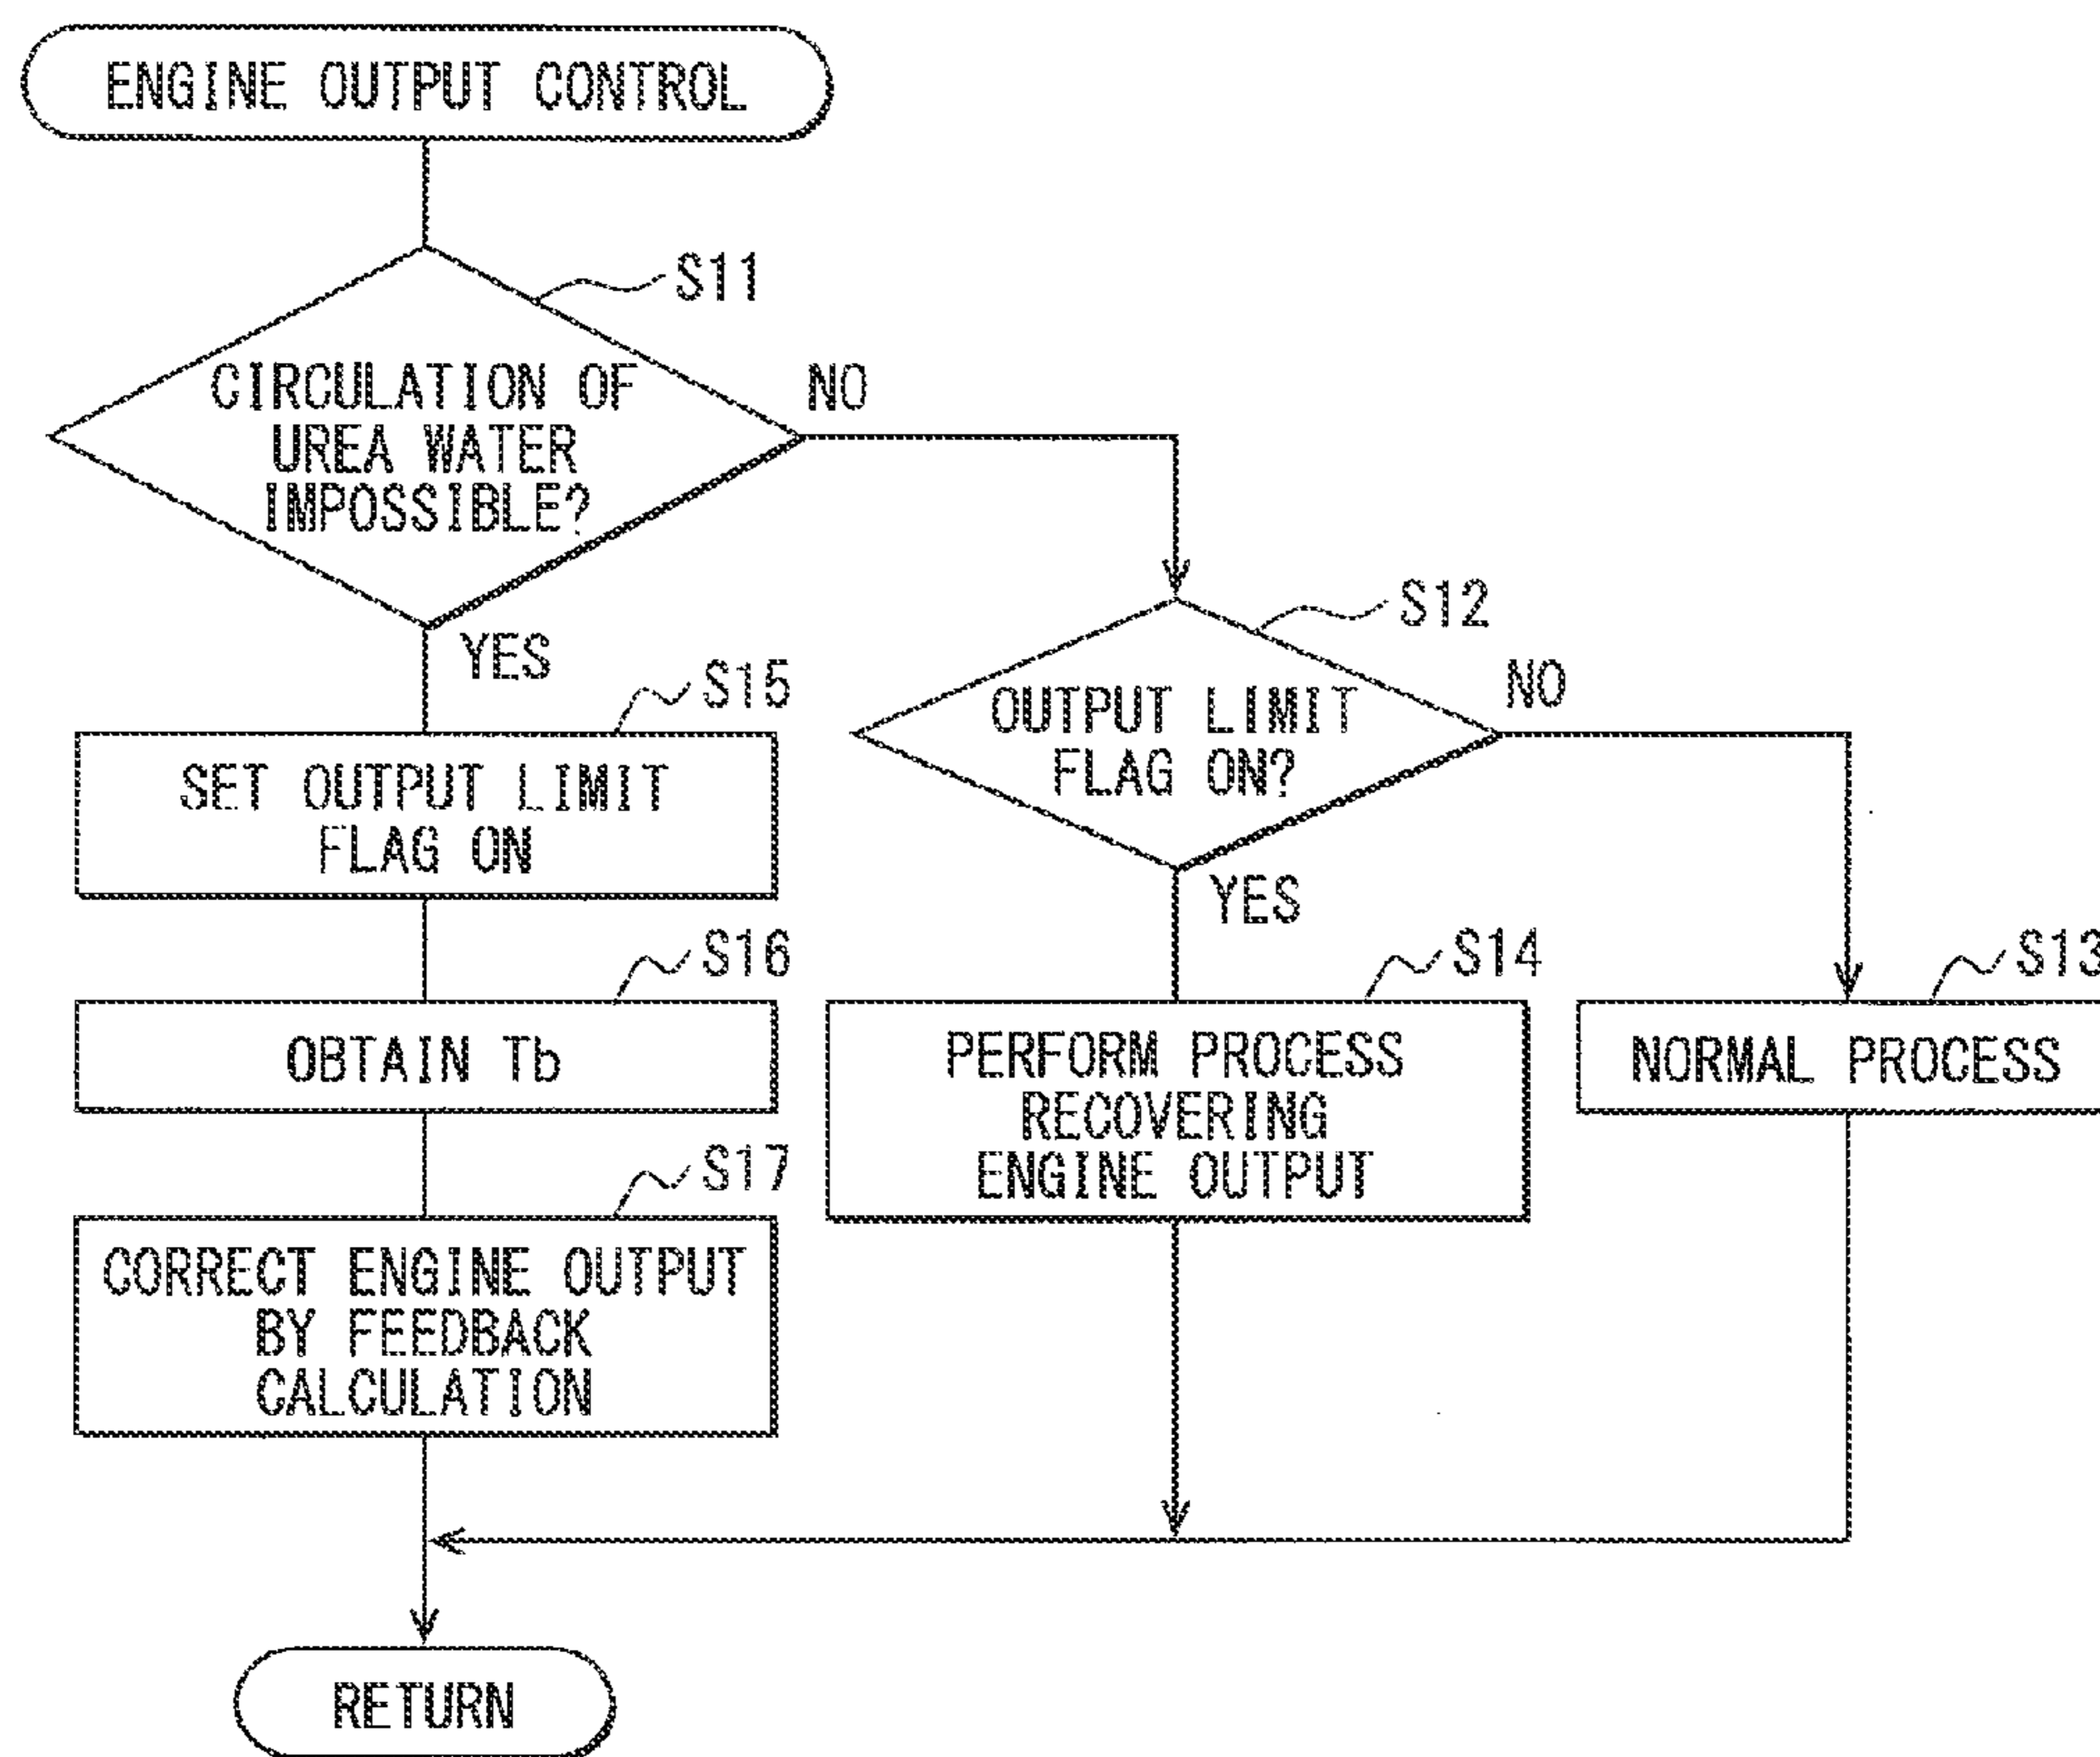 ENGINE OUTPUT CONTROL
S11
CIRCULATION OF
UREA WATER
IMPOSSIBLE?
NO
YES
S12
OUTPUT LIMIT
FLAG ON?
NO
YES
S15
SET OUTPUT LIMIT
FLAG ON
S16
OBTAIN Tb
S14
PERFORM PROCESS
RECOVERING
ENGINE OUTPUT
S13
NORMAL PROCESS
S17
CORRECT ENGINE OUTPUT
BY FEEDBACK
CALCULATION
RETURN